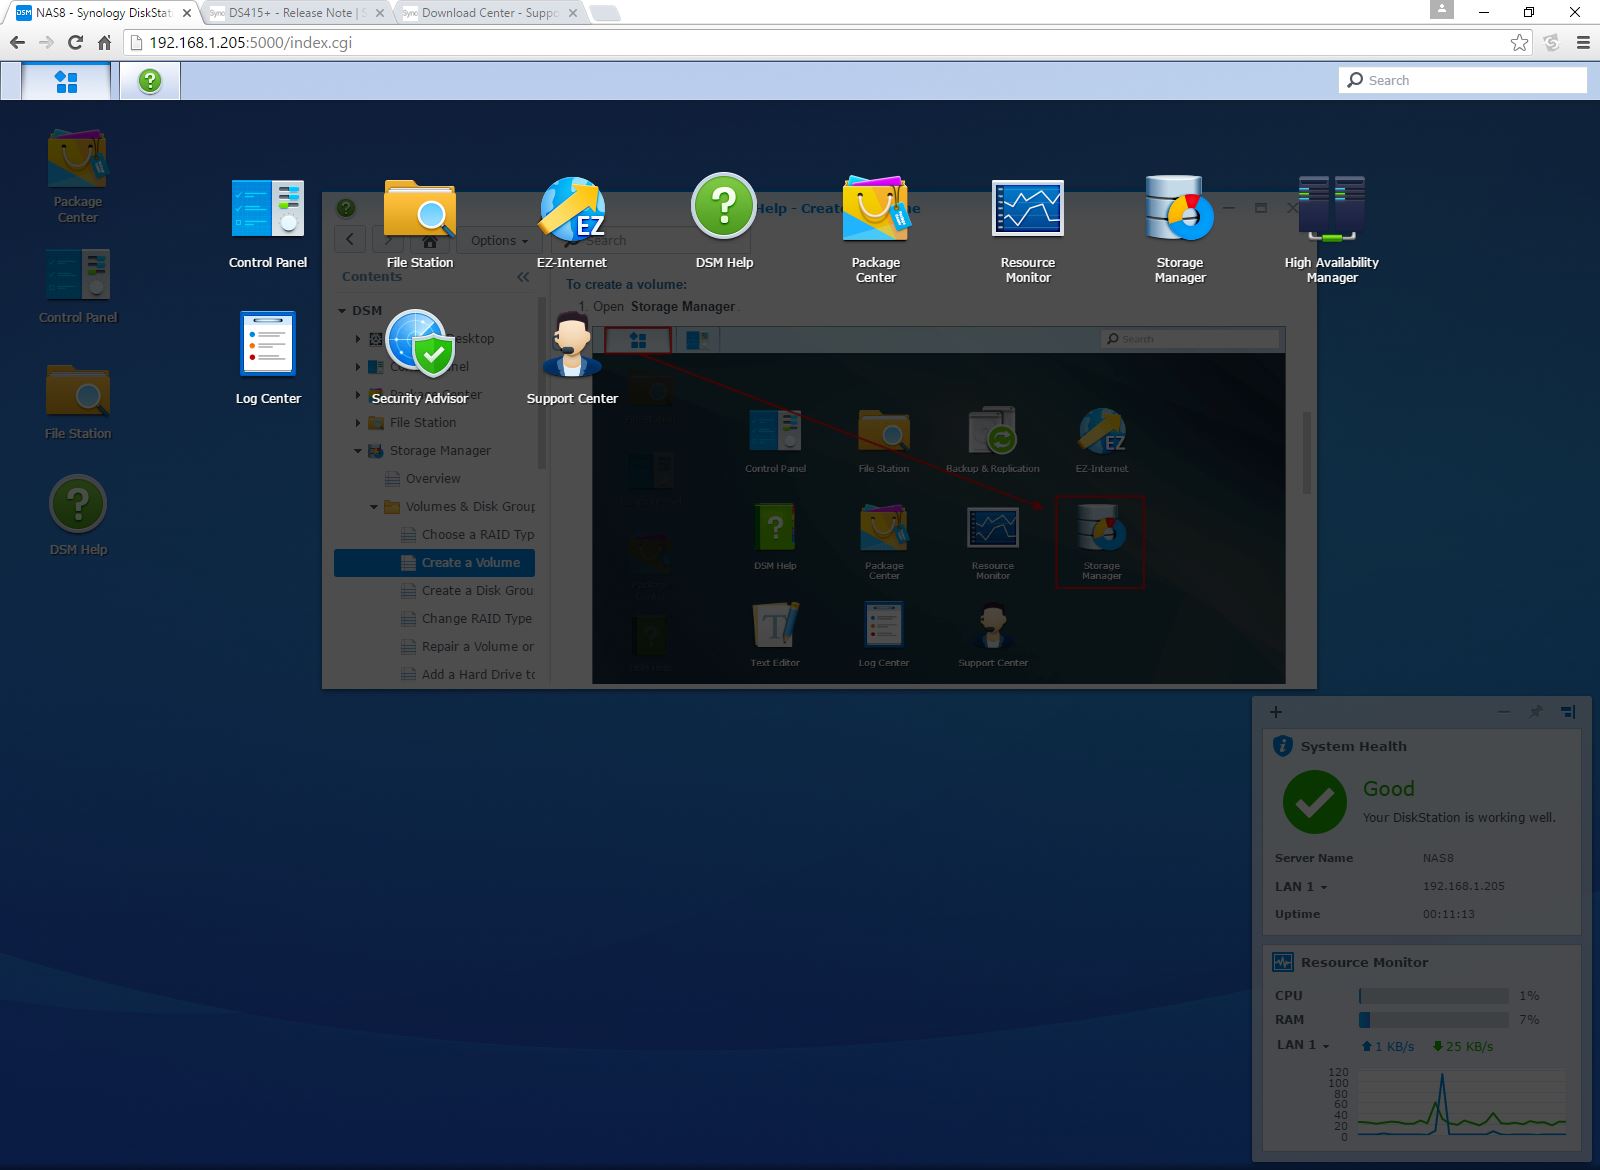 NAS8 - Synology DiskStat
DS415+ - Release Note | S
Download Center - Suppo
192.168.1.205:5000/index.cgi
Search
Package
Center
Control Panel
File Station
DSM Help
Control Panel
File Station
EZ
EZ-Internet
DSM Help
Package
Center
Resource
Monitor
Storage
Manager
High Availability
Manager
Log Center
Security Advisor
Support Center
Options
Search
Contents
DSM
File Station
Storage Manager
Overview
Volumes & Disk Group
Choose a RAID Typ
Create a Volume
Create a Disk Grou
Change RAID Type
Repair a Volume or
Add a Hard Drive to
To create a volume:
1. Open Storage Manager.
Search
Control Panel
File Station
Backup & Replication
EZ
EZ-Internet
DSM Help
Package
Center
Resource
Monitor
Storage
Manager
Text Editor
Log Center
Support Center
System Health
Good
Your DiskStation is working well.
Server Name NAS8
LAN 1 192.168.1.205
Uptime 00:11:13
Resource Monitor
CPU 1%
RAM 7%
LAN 1 1 KB/s 25 KB/s
120
100
80
60
40
20
0